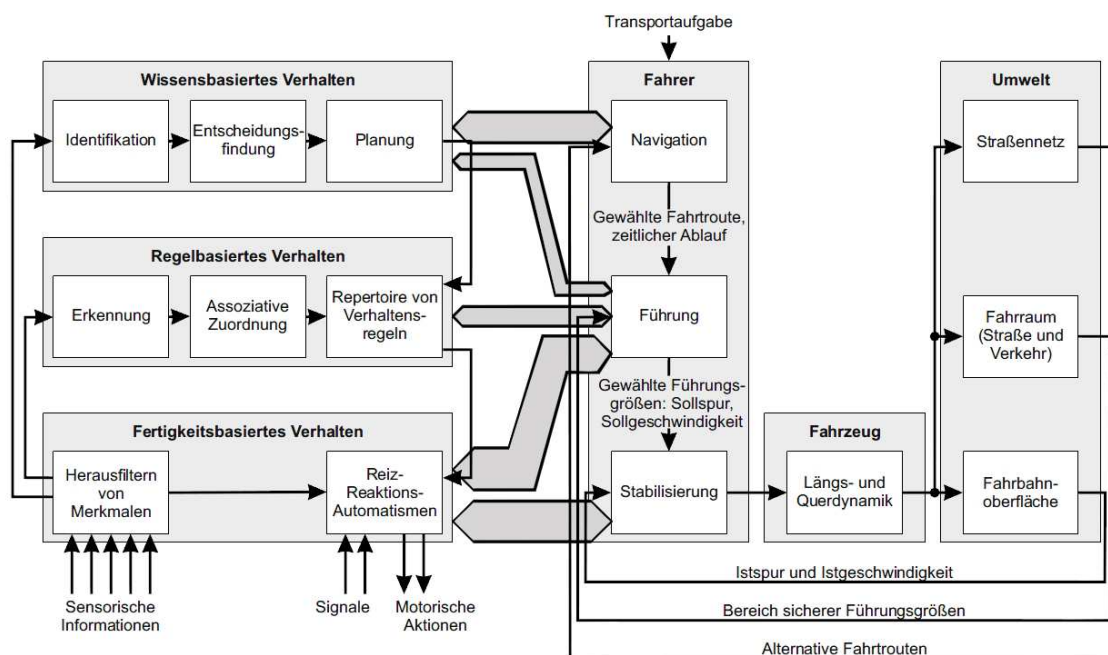 Transportaufgabe
Wissensbasiertes Verhalten
Identifikation
Entscheidungs-
findung
Planung
Regelbasiertes Verhalten
Erkennung
Assoziative
Zuordnung
Repertoire von
Verhaltens-
regeln
Fertigkeitsbasiertes Verhalten
Herausfiltern
von
Merkmalen
Reiz-
Reaktions-
Automatismen
Sensorische
Informationen
Signale
Motorische
Aktionen
Fahrer
Navigation
Gewählte Fahrtroute,
zeitlicher Ablauf
Führung
Gewählte Führungs-
größen: Sollspur,
Sollgeschwindigkeit
Stabilisierung
Fahrzeug
Längs- und
Querdynamik
Umwelt
Straßennetz
Fahrraum
(Straße und
Verkehr)
Fahrbahn-
oberfläche
Istspur und Istgeschwindigkeit
Bereich sicherer Führungsgrößen
Alternative Fahrtrouten